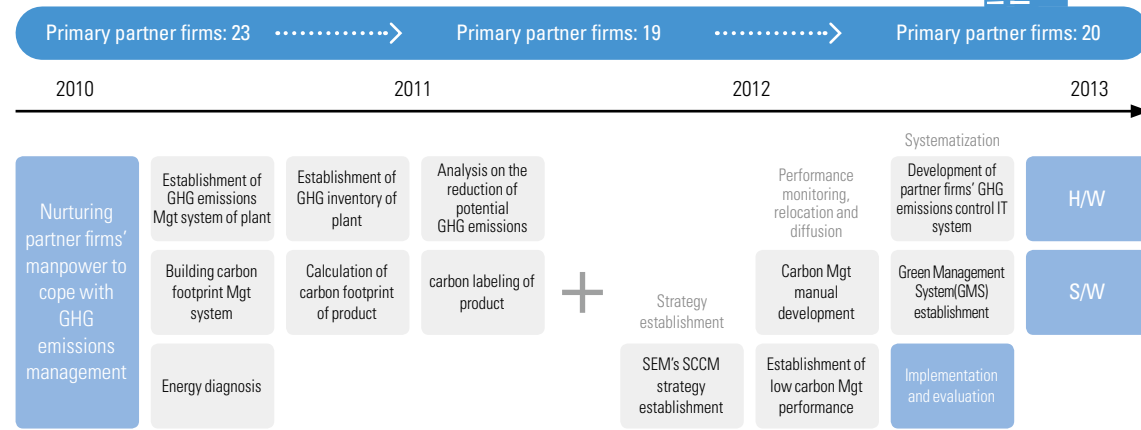 Primary partner firms: 23
Primary partner firms: 19
Primary partner firms: 20
2010
2011
2012
2013
Nurturing
partner firms'
manpower to
cope with
GHG
emissions
management
Establishment of
GHG emissions
Mgt system of plant
Establishment of
GHG inventory of
plant
Analysis on the
reduction of
potential
GHG emissions
Building carbon
footprint Mgt
system
Calculation of
carbon footprint
of product
carbon labeling of
product
Energy diagnosis
+
Strategy
establishment
SEM's SCCM
strategy
establishment
Performance
monitoring,
relocation and
diffusion
Carbon Mgt
manual
development
Establishment of
low carbon Mgt
performance
Systematization
Development of
partner firms' GHG
emissions control IT
system
Green Management
System(GMS)
establishment
Implementation
and evaluation
H/W
S/W